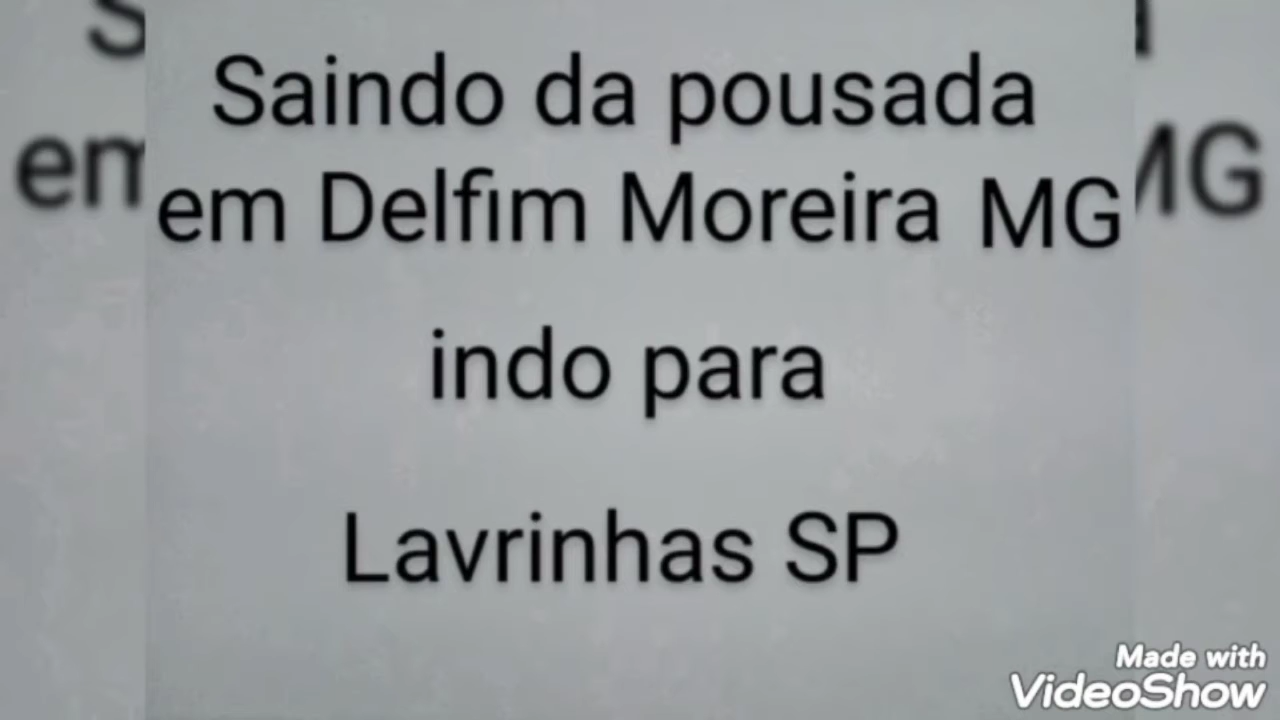 Saindo da pousada
em Delfim Moreira MG
indo para
Lavrinhas SP
Made with
VideoShow